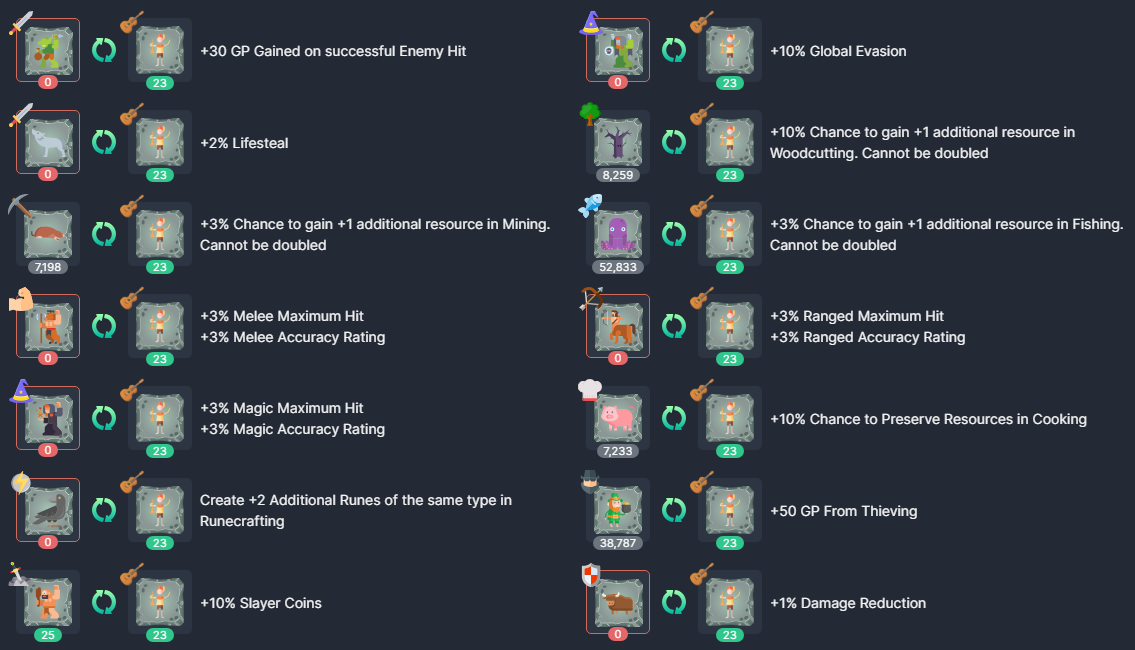 +30 GP Gained on successful Enemy Hit
0
23
+10% Global Evasion
0
23
+2% Lifesteal
0
23
+10% Chance to gain +1 additional resource in
Woodcutting. Cannot be doubled
8,259
23
+3% Chance to gain +1 additional resource in Mining.
Cannot be doubled
7,198
23
+3% Chance to gain +1 additional resource in Fishing.
Cannot be doubled
52,833
23
+3% Melee Maximum Hit
+3% Melee Accuracy Rating
0
23
+3% Ranged Maximum Hit
+3% Ranged Accuracy Rating
0
23
+3% Magic Maximum Hit
+3% Magic Accuracy Rating
0
23
+10% Chance to Preserve Resources in Cooking
7,233
23
Create +2 Additional Runes of the same type in
Runecrafting
0
23
+50 GP From Thieving
38,787
23
+10% Slayer Coins
25
23
+1% Damage Reduction
0
23